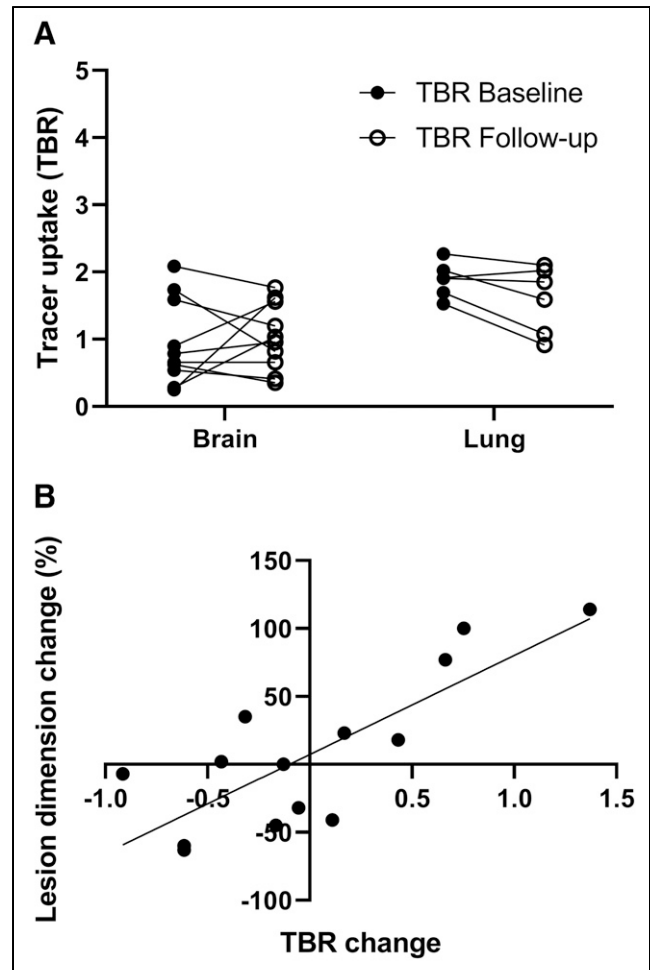 A
Tracer uptake (TBR)
5
4
3
2
1
0
TBR Baseline
TBR Follow-up
Brain
Lung
B
Lesion dimension change (%)
150
100
50
-1.0
-0.5
0.5
1.0
1.5
-50
-100
TBR change